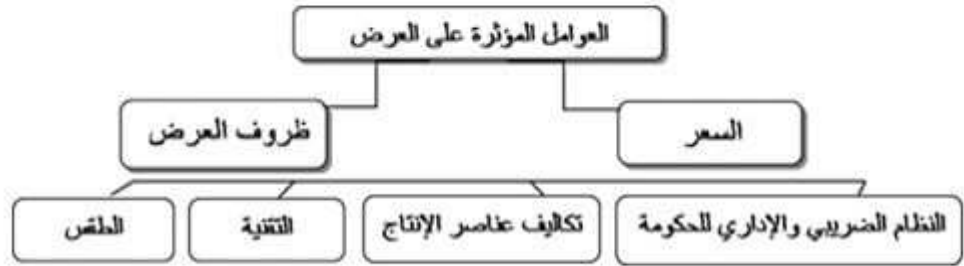 العوامل المؤثرة على العرض
السعر
ظروف العرض
النظام الضريبي والإداري للحكومة
تكاليف عناصر الإنتاج
التقنية
الطقس